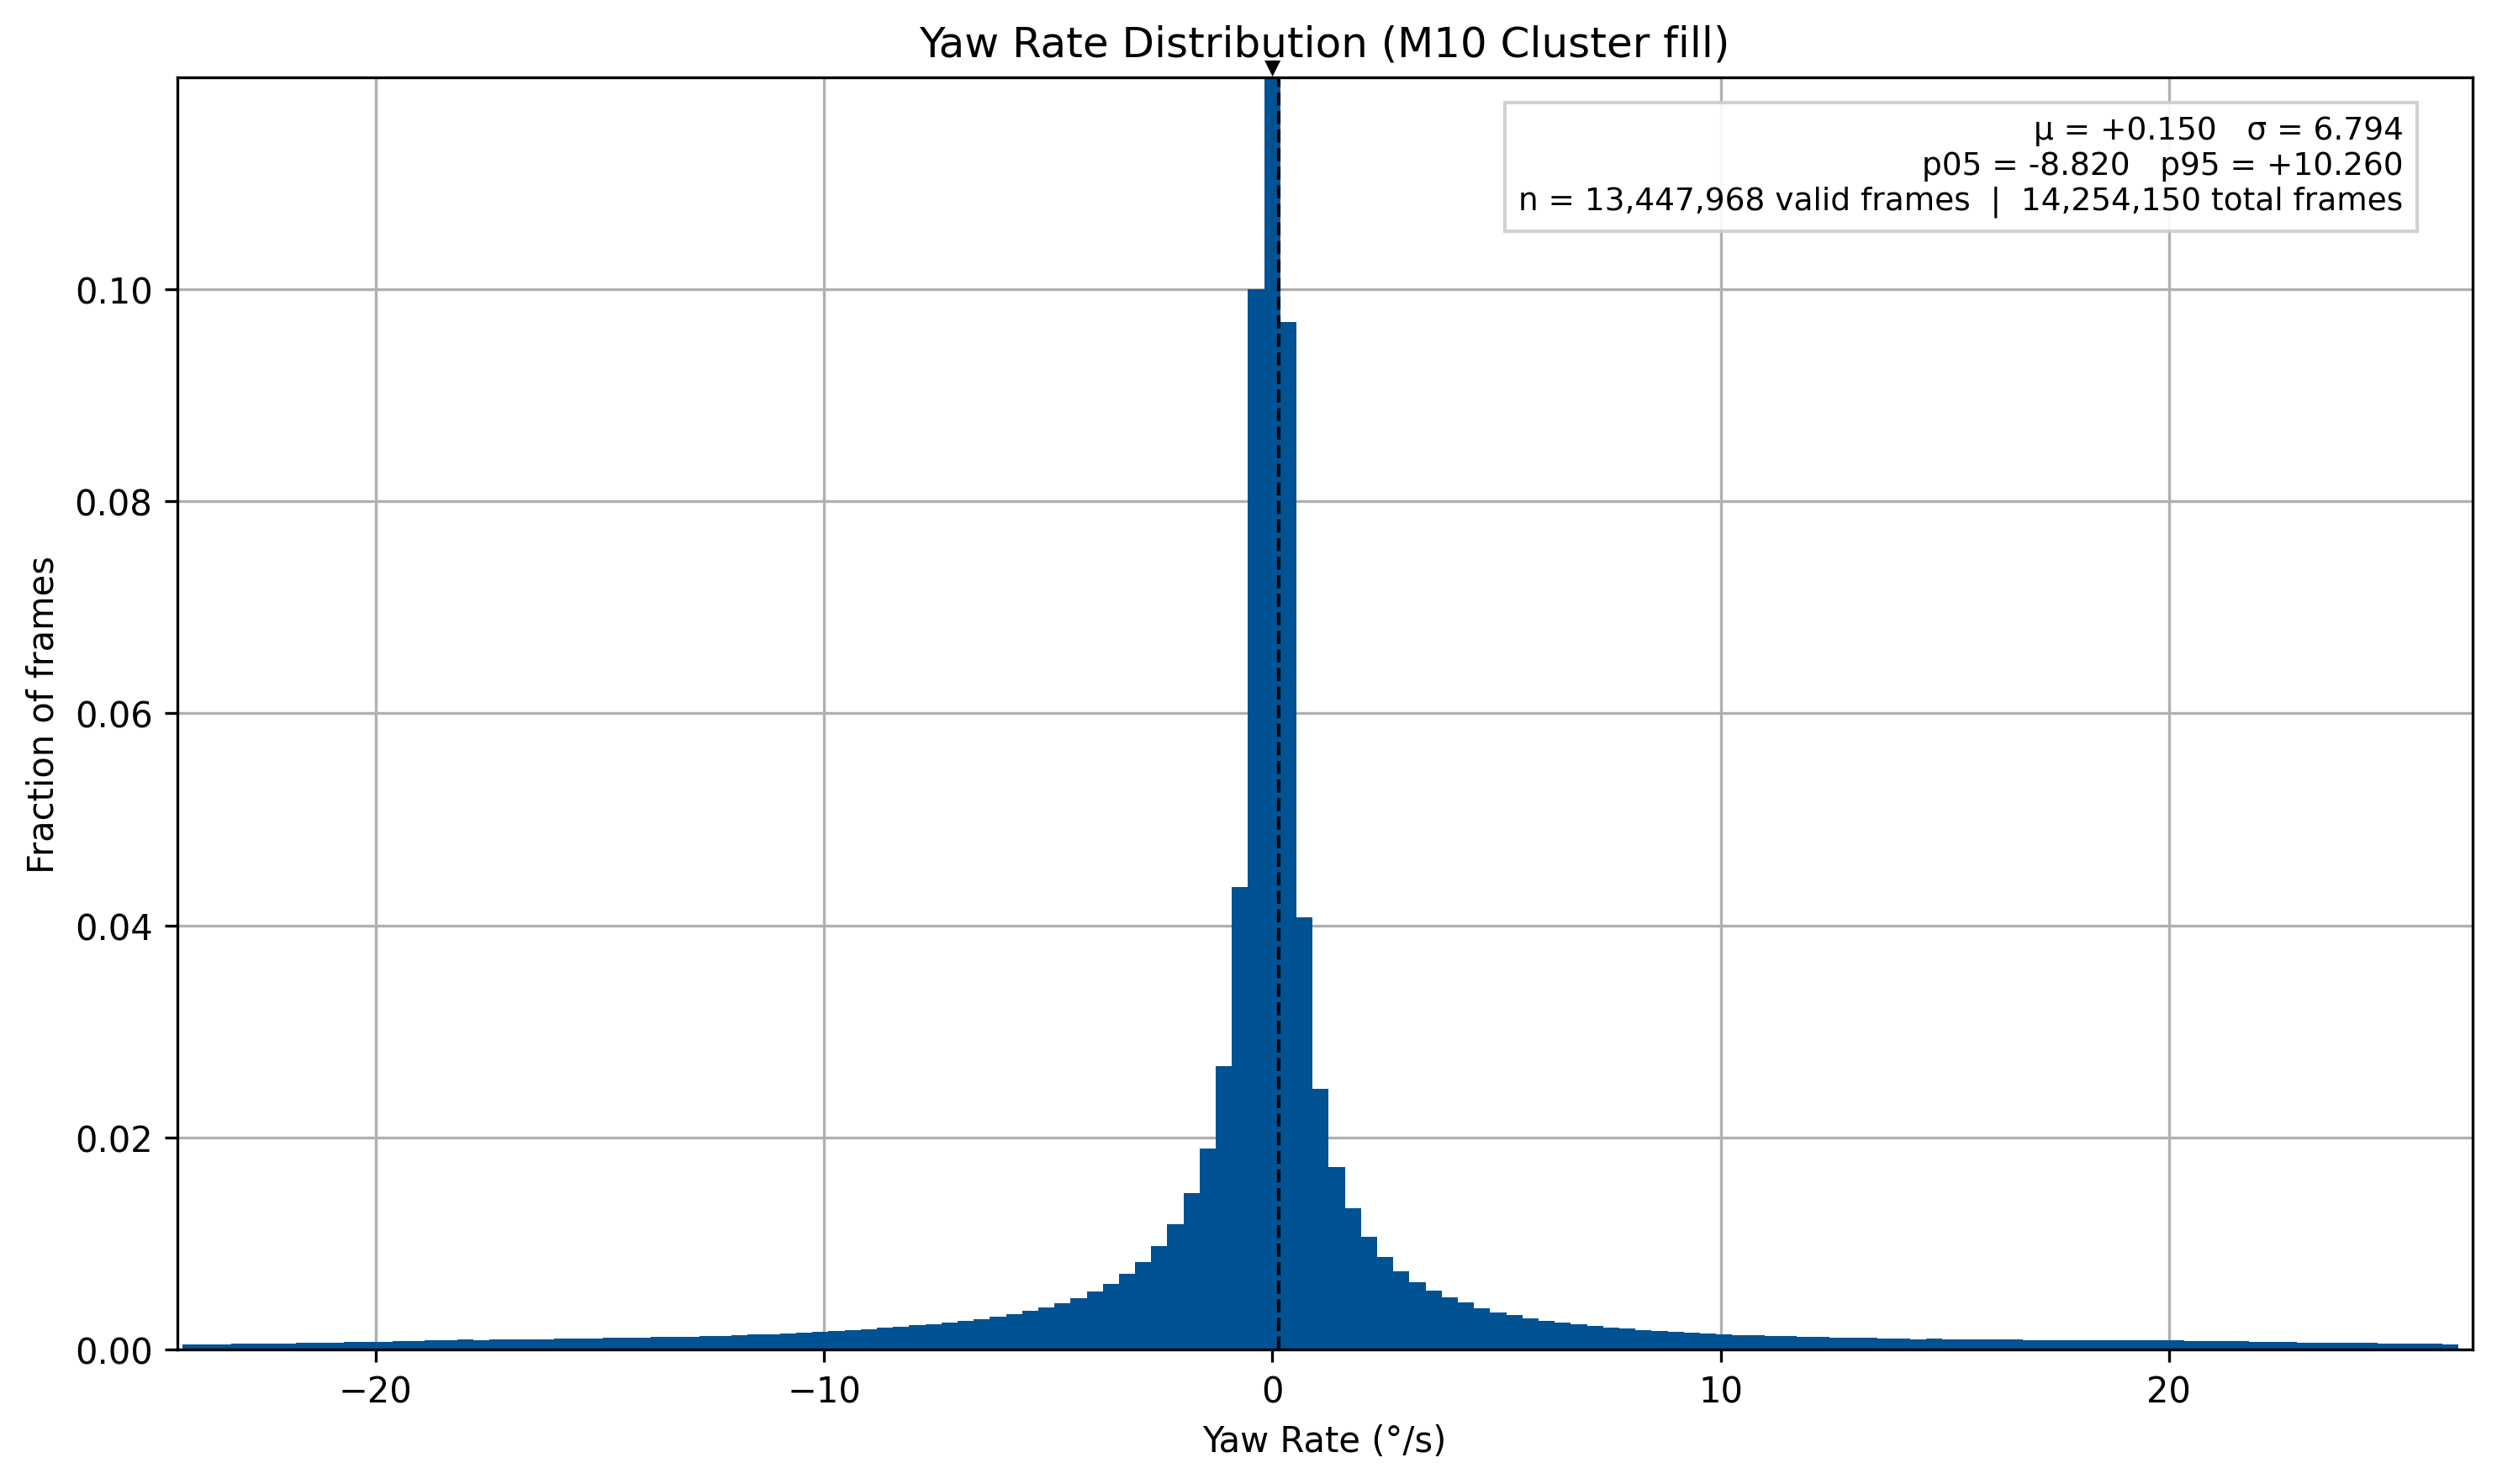 Yaw Rate Distribution (M10 Cluster fill)
μ = +0.150   σ = 6.794
p05 = -8.820   p95 = +10.260
n = 13,447,968 valid frames  |  14,254,150 total frames
0.10
0.08
0.06
0.04
0.02
0.00
Fraction of frames
−20
−10
0
10
20
Yaw Rate (°/s)